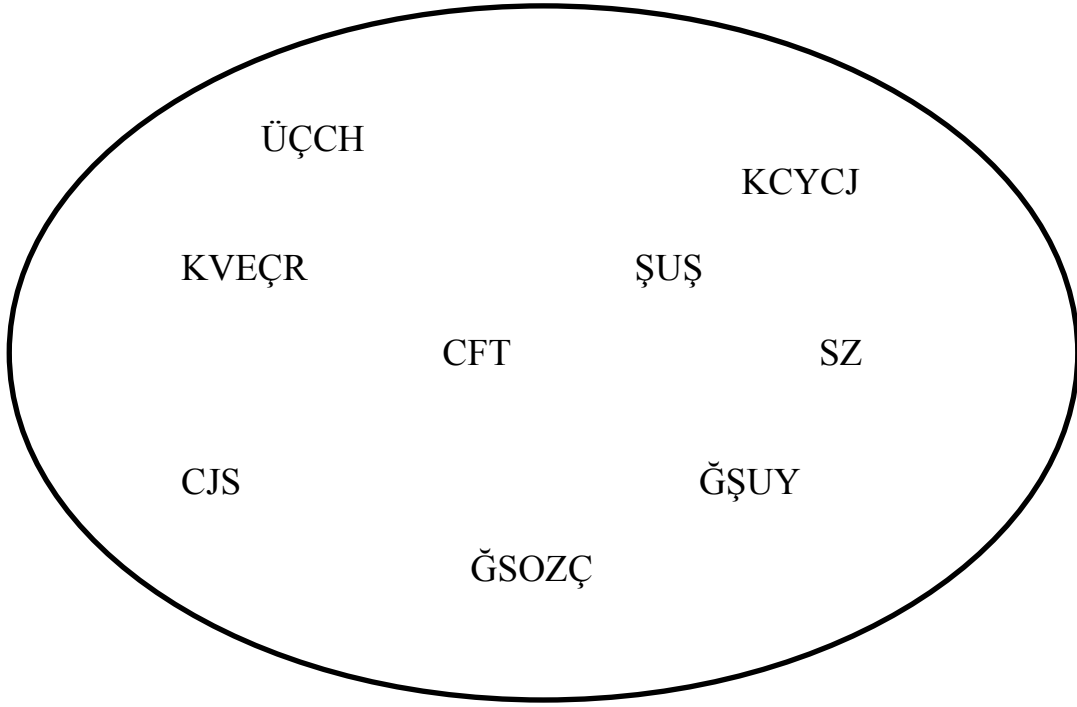 ÜÇCH
KCYCJ
KVEÇR
ŞUŞ
CFT
SZ
CJS
ĞŞUY
ĞSOZÇ